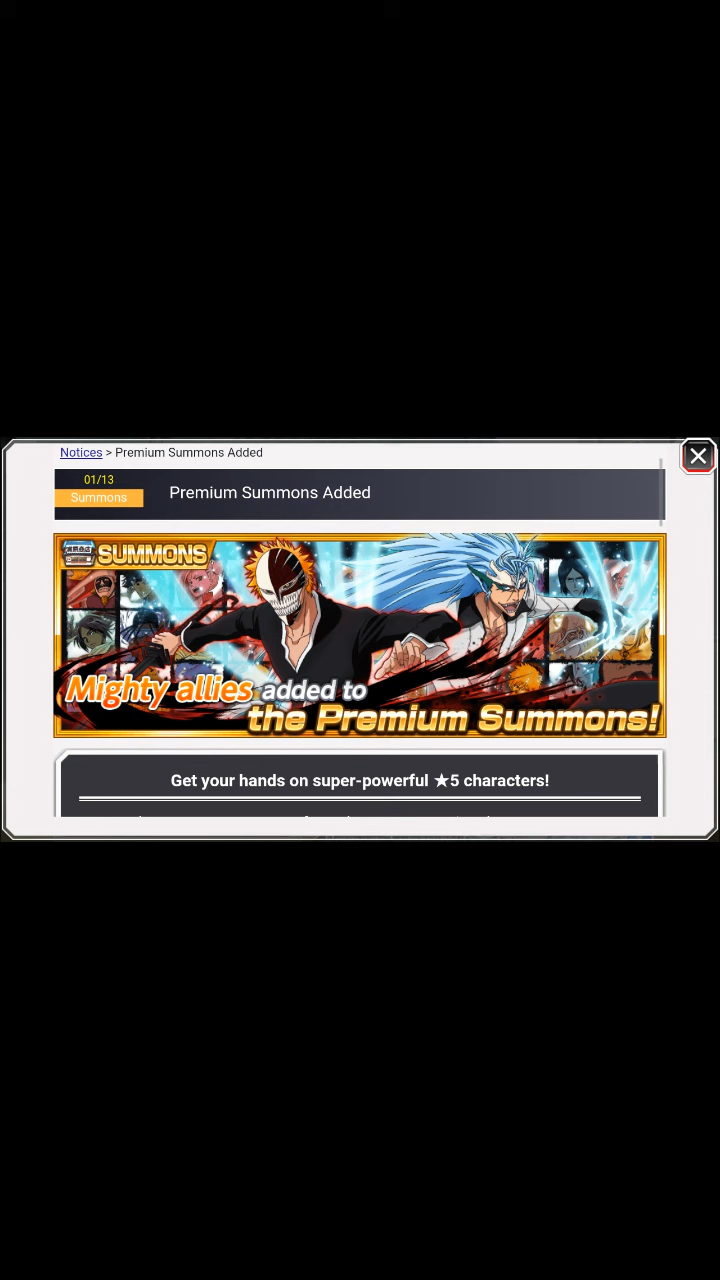 Notices > Premium Summons Added
01/13
Summons
Premium Summons Added
SUMMONS
Mighty allies added to
the Premium Summons!
Get your hands on super-powerful ★5 characters!